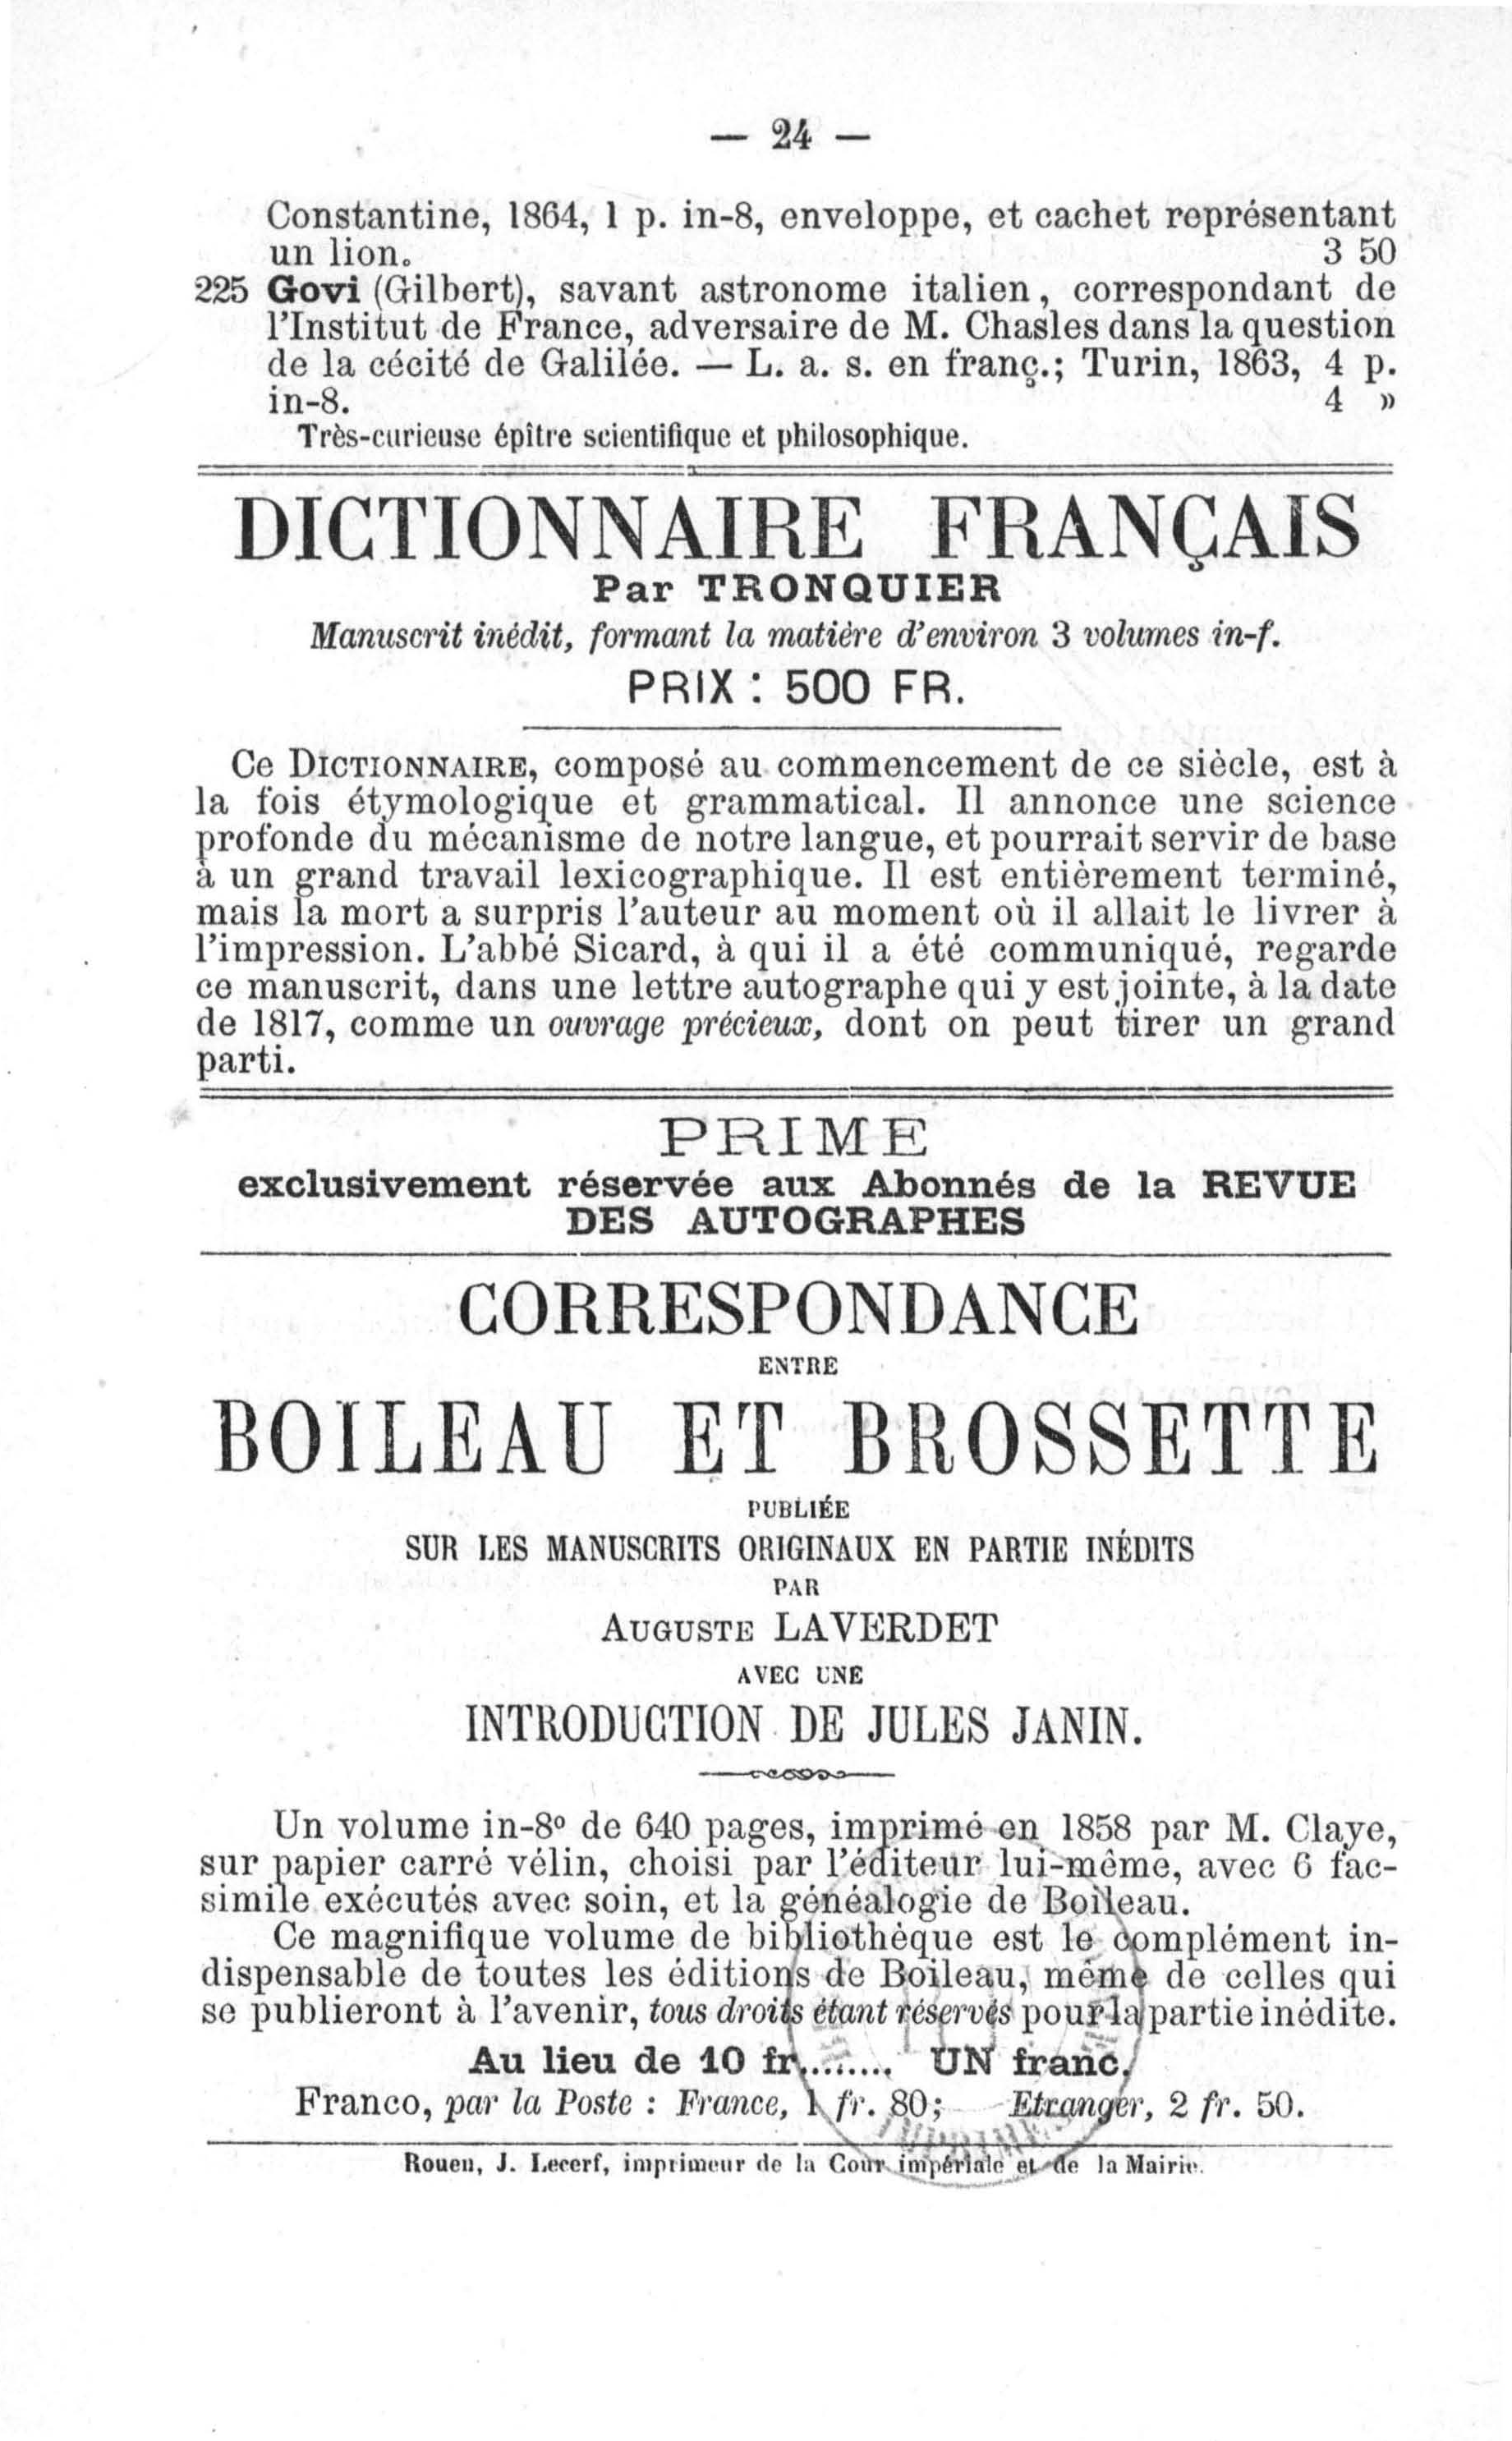 — 24 —
Constantine, 1864, 1 p. in-8, enveloppe, et cachet représentant
un lion. 3 50
225 Govi (Gilbert), savant astronome italien, correspondant de
l'Institut de France, adversaire de M. Chasles dans la question
de la cécité de Galilée. — L. a. s. en franç.; Turin, 1863, 4 p.
in-8. 4 »
Très-curieuse épître scientifique et philosophique.
DICTIONNAIRE FRANÇAIS
Par TRONQUIER
Manuscrit inédit, formant la matière d'environ 3 volumes in-f.
PRIX : 500 FR.
Ce DICTIONNAIRE, composé au commencement de ce siècle, est à
la fois étymologique et grammatical. Il annonce une science
profonde du mécanisme de notre langue, et pourrait servir de base
à un grand travail lexicographique. Il est entièrement terminé,
mais la mort a surpris l'auteur au moment où il allait le livrer à
l'impression. L'abbé Sicard, à qui il a été communiqué, regarde
ce manuscrit, dans une lettre autographe qui y est jointe, à la date
de 1817, comme un ouvrage précieux, dont on peut tirer un grand
parti.
PRIME
exclusivement réservée aux Abonnés de la REVUE
DES AUTOGRAPHES
CORRESPONDANCE
ENTRE
BOILEAU ET BROSSETTE
PUBLIÉE
SUR LES MANUSCRITS ORIGINAUX EN PARTIE INÉDITS
PAR
AUGUSTE LAVERDET
AVEC UNE
INTRODUCTION DE JULES JANIN.
Un volume in-8º de 640 pages, imprimé en 1858 par M. Claye,
sur papier carré vélin, choisi par l'éditeur lui-même, avec 6 fac-
simile exécutés avec soin, et la généalogie de Boileau.
Ce magnifique volume de bibliothèque est le complément in-
dispensable de toutes les éditions de Boileau, même de celles qui
se publieront à l'avenir, tous droits étant réservés pour la partie inédite.
Au lieu de 10 fr........ UN franc.
Franco, par la Poste : France, 1 fr. 80; Etranger, 2 fr. 50.
Rouen, J. Lecerf, imprimeur de la Cour impériale et de la Mairie.